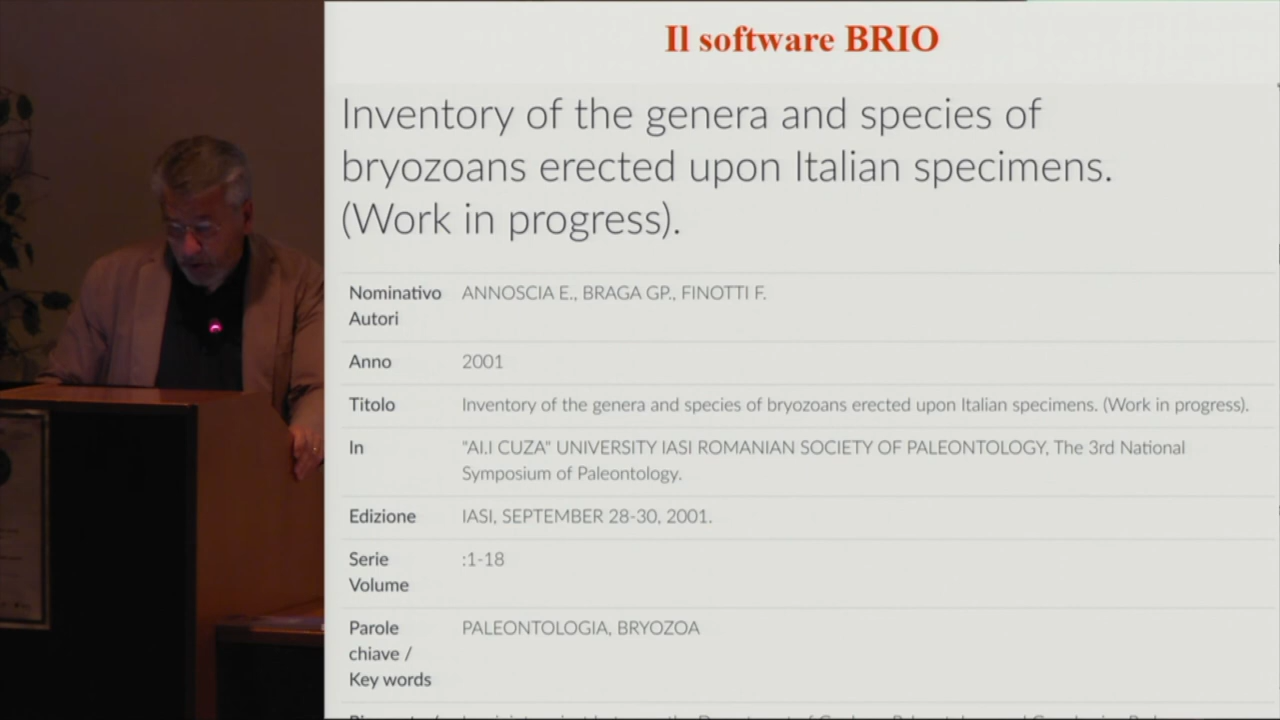 Il software BRIO
Inventory of the genera and species of
bryozoans erected upon Italian specimens.
(Work in progress).
Nominativo ANNOSCIA E., BRAGA GP., FINOTTI F.
Autori
Anno 2001
Titolo Inventory of the genera and species of bryozoans erected upon Italian specimens. (Work in progress).
In "AI.I CUZA" UNIVERSITY IASI ROMANIAN SOCIETY OF PALEONTOLOGY, The 3rd National
Symposium of Paleontology.
Edizione IASI, SEPTEMBER 28-30, 2001.
Serie :1-18
Volume
Parole PALEONTOLOGIA, BRYOZOA
chiave /
Key words